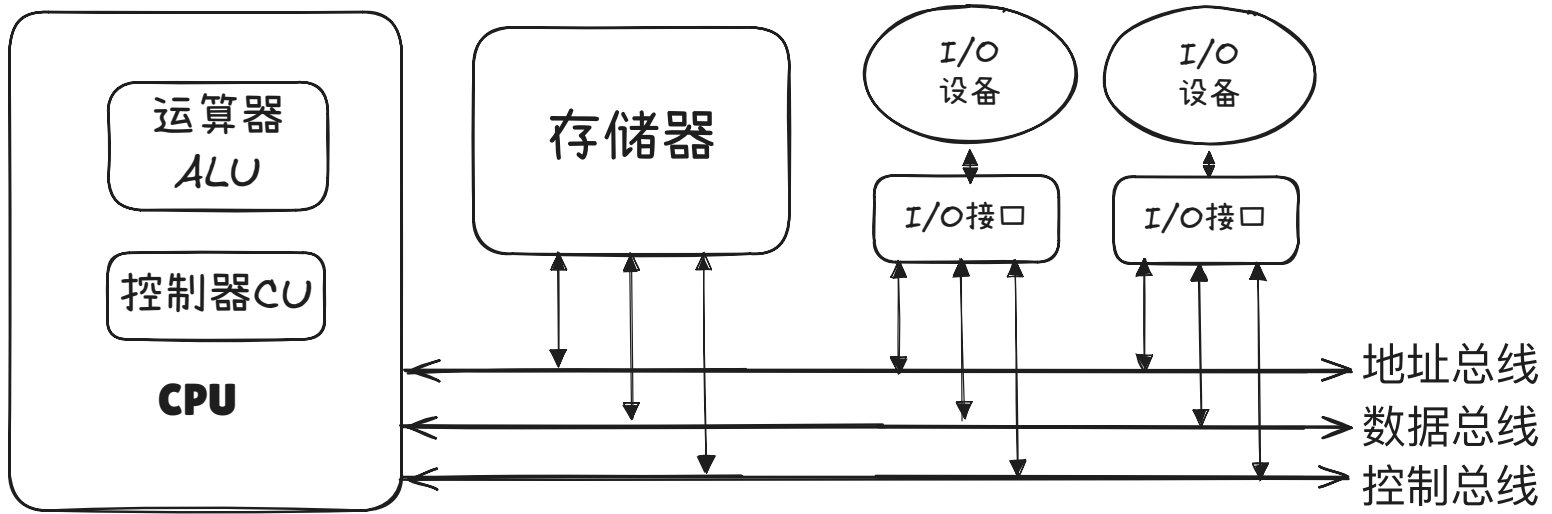 运算器
ALU
控制器CU
CPU
存储器
I/O
设备
I/O接口
I/O
设备
I/O接口
地址总线
数据总线
控制总线